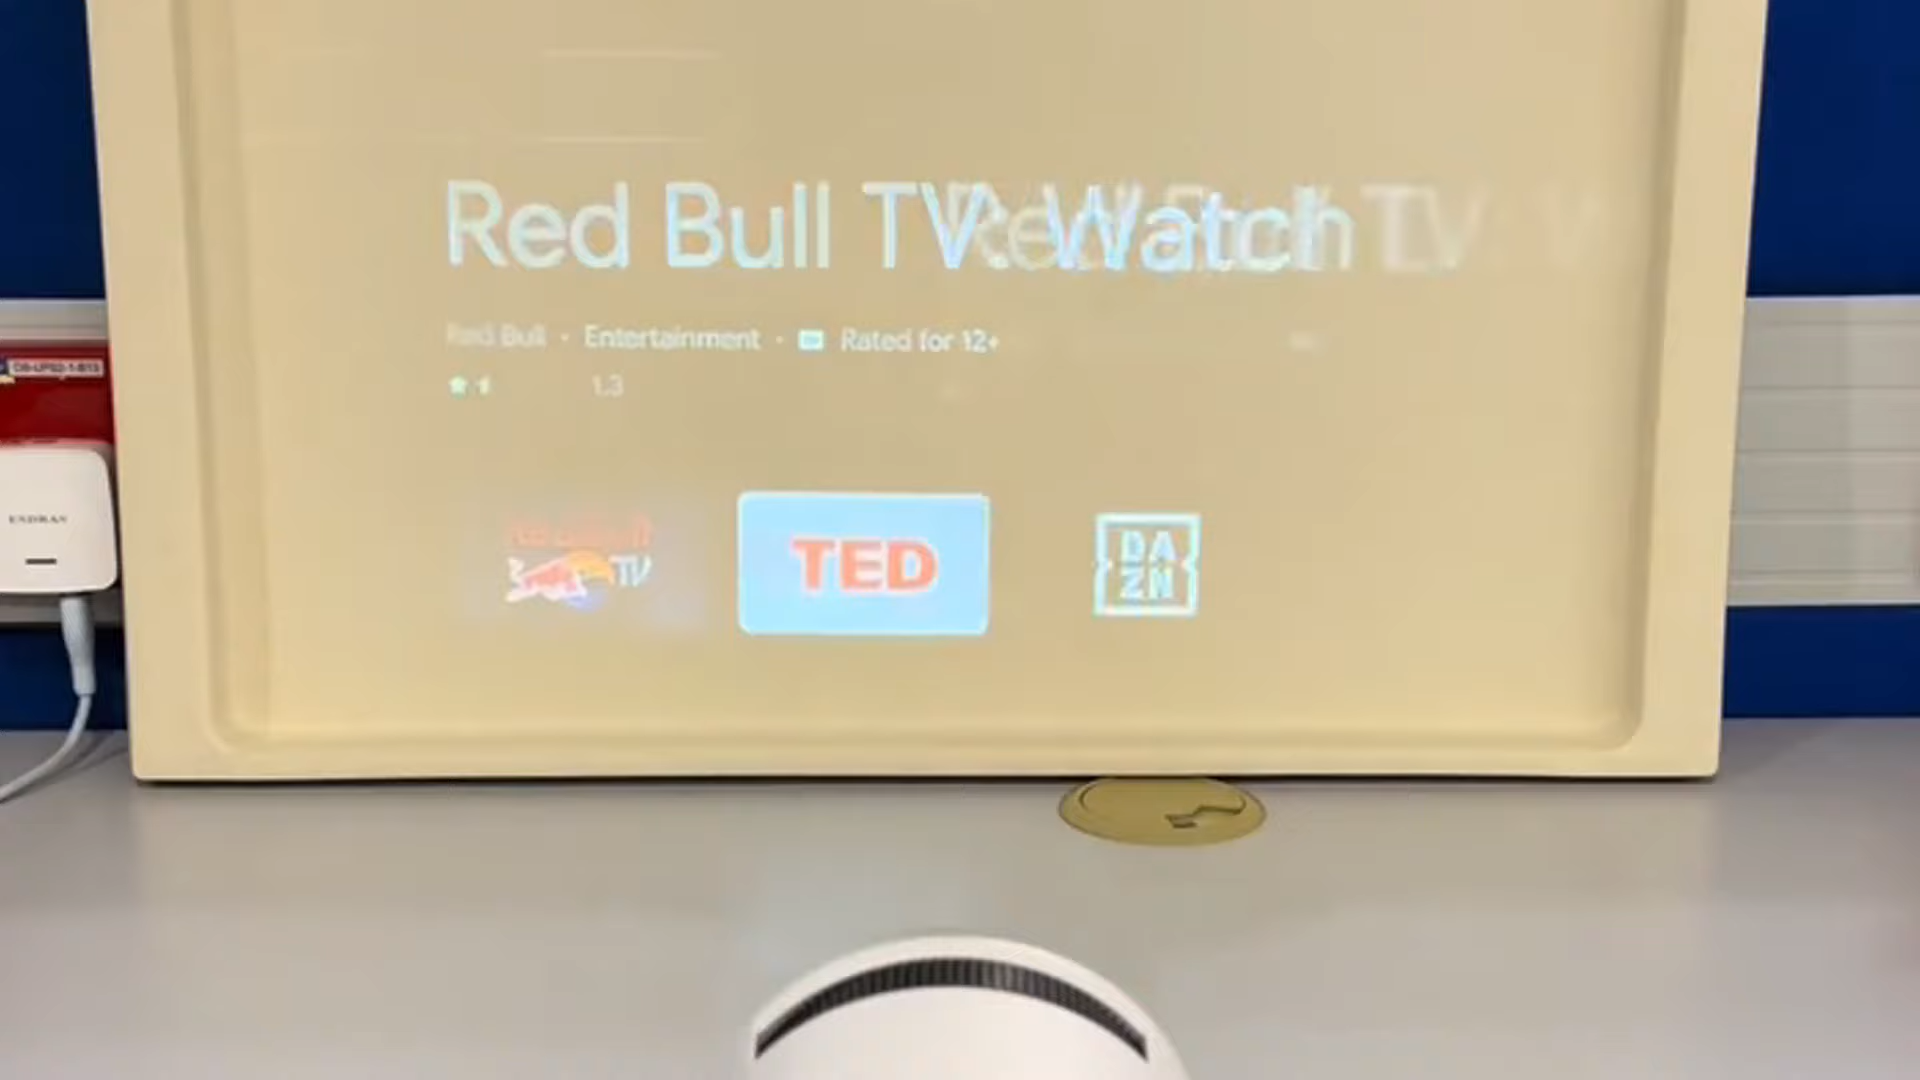 Red Bull TV: Watch
Red Bull · Entertainment · Rated for 12+
1.3
TV
TED
DA
ZN